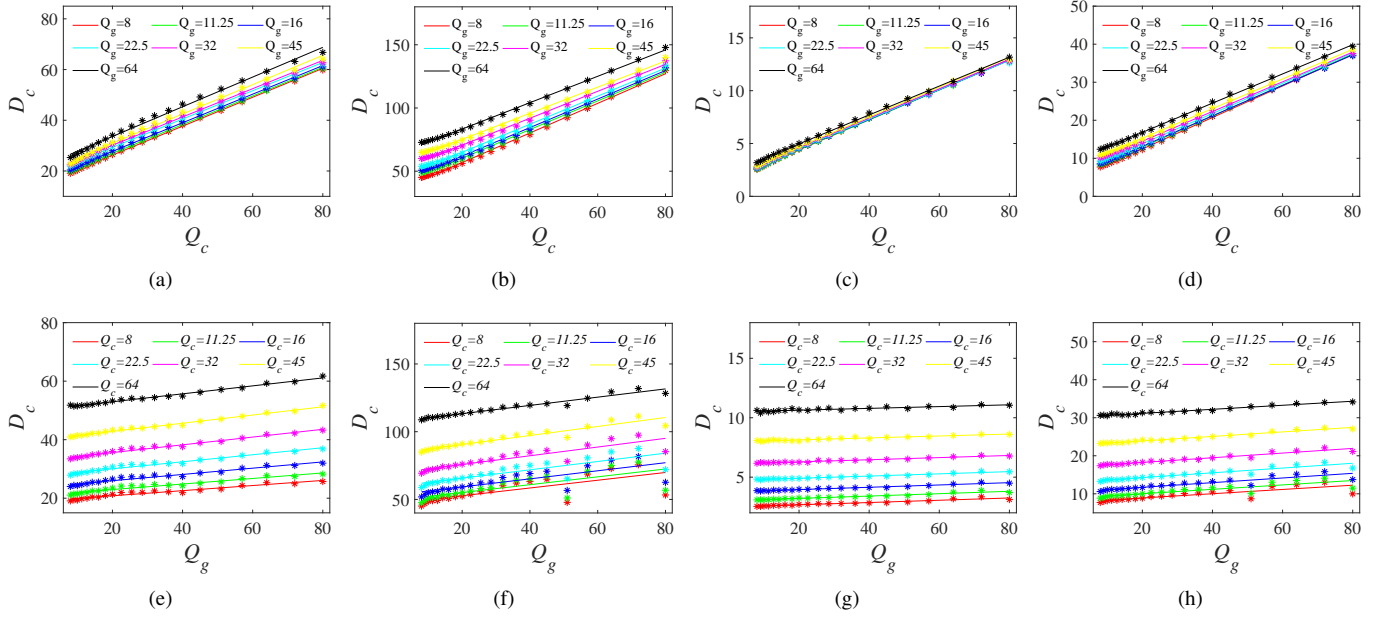 80
60
40
20
D_c
Q_g=8 Q_g=11.25 Q_g=16
Q_g=22.5 Q_g=32 Q_g=45
Q_g=64
20 40 60 80
Q_c
(a)
150
100
50
D_c
Q_g=8 Q_g=11.25 Q_g=16
Q_g=22.5 Q_g=32 Q_g=45
Q_g=64
20 40 60 80
Q_c
(b)
15
10
5
0
D_c
Q_g=8 Q_g=11.25 Q_g=16
Q_g=22.5 Q_g=32 Q_g=45
Q_g=64
20 40 60 80
Q_c
(c)
50
40
30
20
10
0
D_c
Q_g=8 Q_g=11.25 Q_g=16
Q_g=22.5 Q_g=32 Q_g=45
Q_g=64
20 40 60 80
Q_c
(d)
80
60
40
20
D_c
Q_c=8 Q_c=11.25 Q_c=16
Q_c=22.5 Q_c=32 Q_c=45
Q_c=64
20 40 60 80
Q_g
(e)
150
100
50
D_c
Q_c=8 Q_c=11.25 Q_c=16
Q_c=22.5 Q_c=32 Q_c=45
Q_c=64
20 40 60 80
Q_g
(f)
15
10
5
D_c
Q_c=8 Q_c=11.25 Q_c=16
Q_c=22.5 Q_c=32 Q_c=45
Q_c=64
20 40 60 80
Q_g
(g)
50
40
30
20
10
D_c
Q_c=8 Q_c=11.25 Q_c=16
Q_c=22.5 Q_c=32 Q_c=45
Q_c=64
20 40 60 80
Q_g
(h)